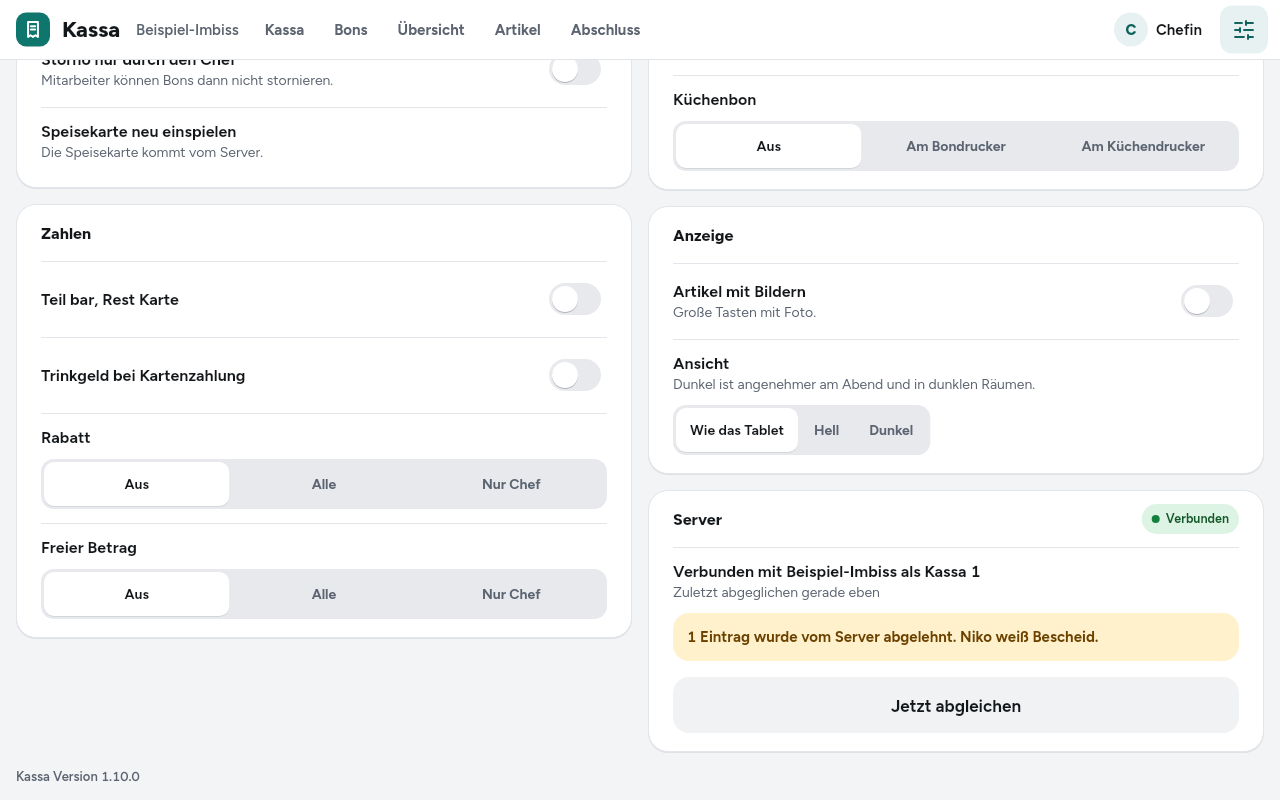 Kassa Beispiel-Imbiss Kassa Bons Übersicht Artikel Abschluss C Chefin
Storno nur durch den Chef
Mitarbeiter können Bons dann nicht stornieren.
Speisekarte neu einspielen
Die Speisekarte kommt vom Server.
Zahlen
Teil bar, Rest Karte
Trinkgeld bei Kartenzahlung
Rabatt
Aus Alle Nur Chef
Freier Betrag
Aus Alle Nur Chef
Küchenbon
Aus Am Bondrucker Am Küchendrucker
Anzeige
Artikel mit Bildern
Große Tasten mit Foto.
Ansicht
Dunkel ist angenehmer am Abend und in dunklen Räumen.
Wie das Tablet Hell Dunkel
Server Verbunden
Verbunden mit Beispiel-Imbiss als Kassa 1
Zuletzt abgeglichen gerade eben
1 Eintrag wurde vom Server abgelehnt. Niko weiß Bescheid.
Jetzt abgleichen
Kassa Version 1.10.0